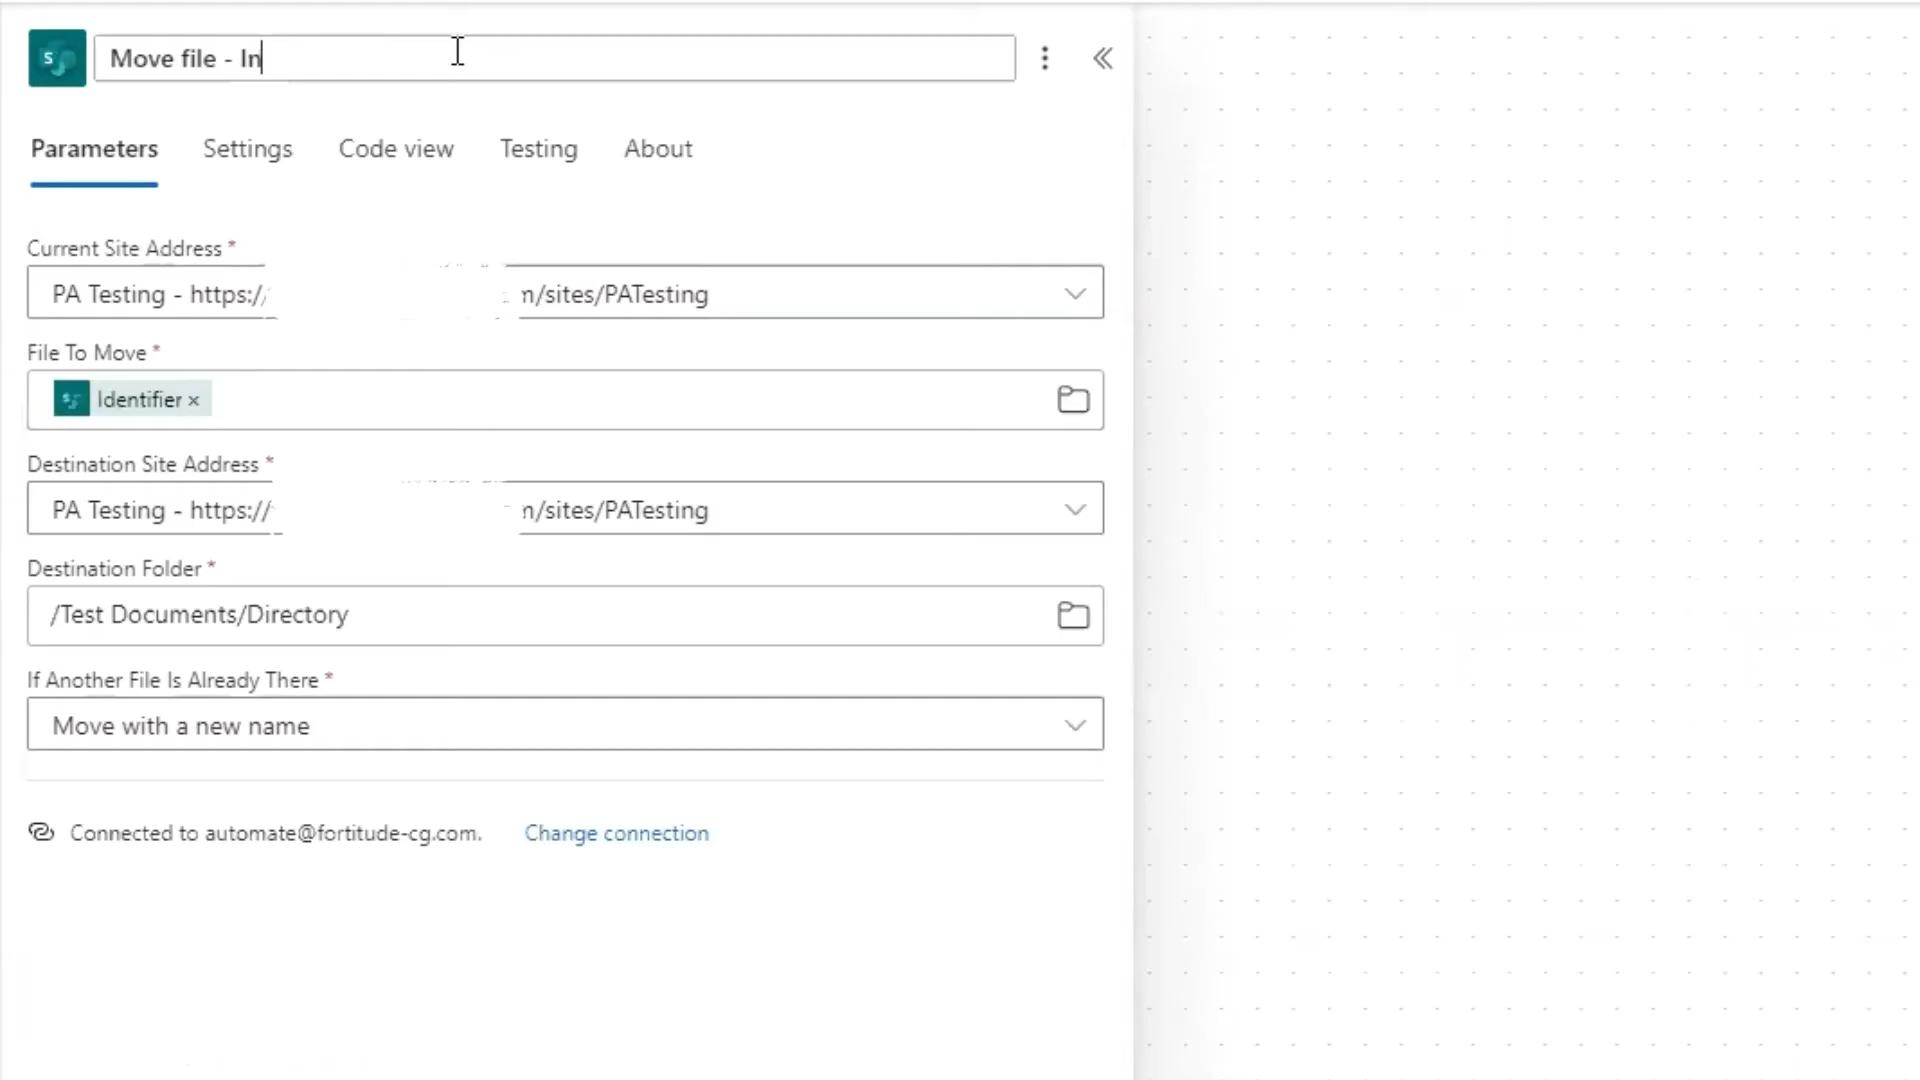 Move file - In
Parameters Settings Code view Testing About
Current Site Address *
PA Testing - https:// m/sites/PATesting
File To Move *
Identifier ×
Destination Site Address *
PA Testing - https:// m/sites/PATesting
Destination Folder *
/Test Documents/Directory
If Another File Is Already There *
Move with a new name
Connected to automate@fortitude-cg.com. Change connection